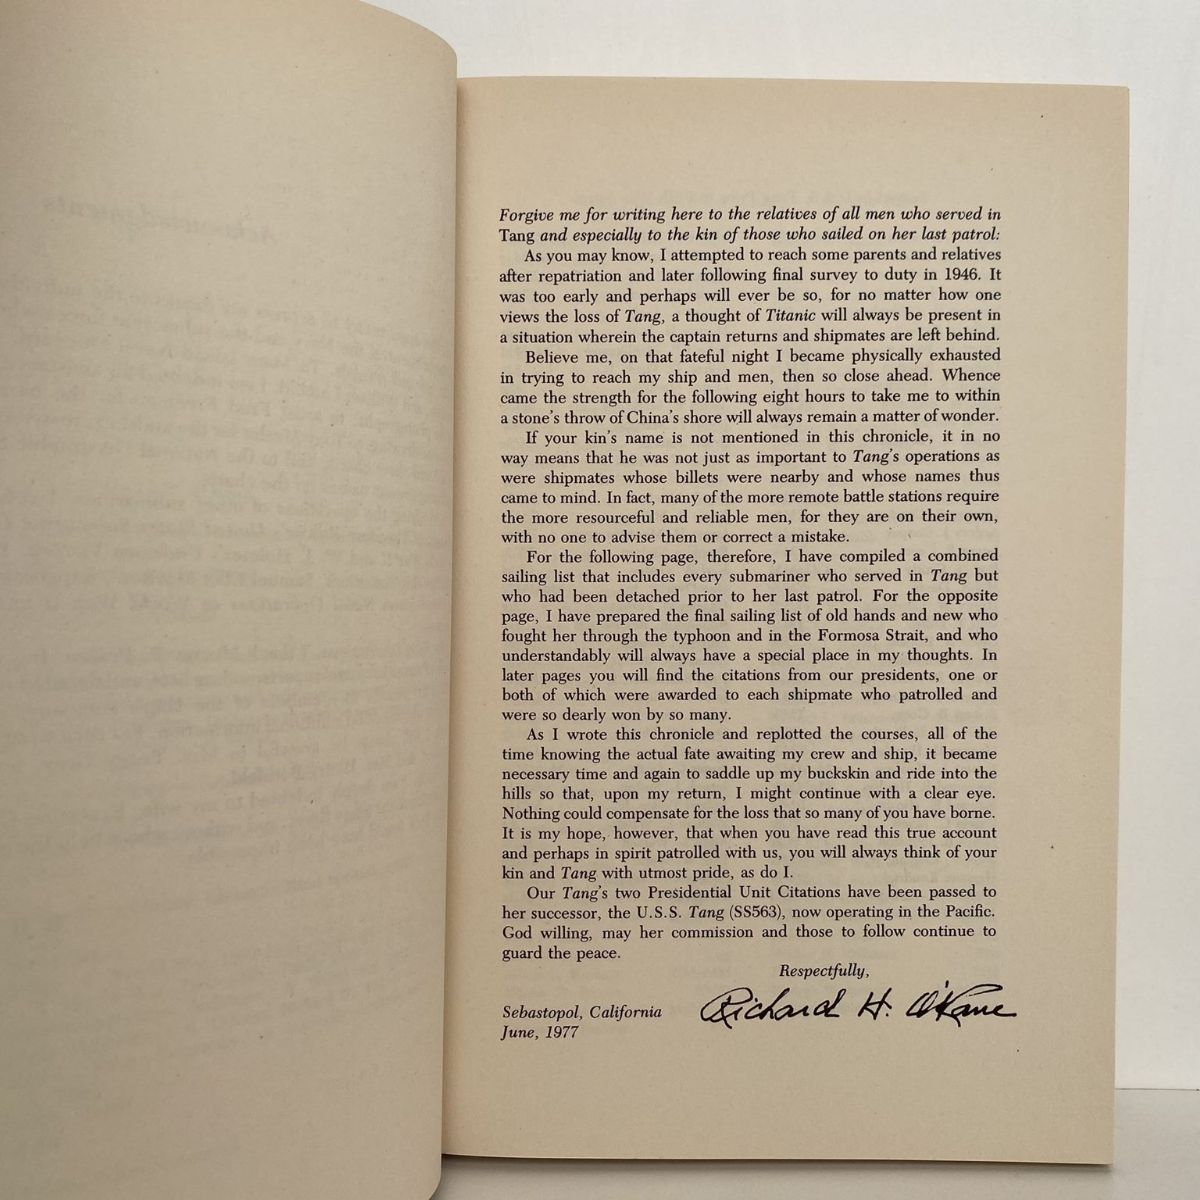 Forgive me for writing here to the relatives of all men who served in
Tang and especially to the kin of those who sailed on her last patrol:
As you may know, I attempted to reach some parents and relatives
after repatriation and later following final survey to duty in 1946. It
was too early and perhaps will ever be so, for no matter how one
views the loss of Tang, a thought of Titanic will always be present in
a situation wherein the captain returns and shipmates are left behind.
Believe me, on that fateful night I became physically exhausted
in trying to reach my ship and men, then so close ahead. Whence
came the strength for the following eight hours to take me to within
a stone's throw of China's shore will always remain a matter of wonder.
If your kin's name is not mentioned in this chronicle, it in no
way means that he was not just as important to Tang's operations as
were shipmates whose billets were nearby and whose names thus
came to mind. In fact, many of the more remote battle stations require
the more resourceful and reliable men, for they are on their own,
with no one to advise them or correct a mistake.
For the following page, therefore, I have compiled a combined
sailing list that includes every submariner who served in Tang but
who had been detached prior to her last patrol. For the opposite
page, I have prepared the final sailing list of old hands and new who
fought her through the typhoon and in the Formosa Strait, and who
understandably will always have a special place in my thoughts. In
later pages you will find the citations from our presidents, one or
both of which were awarded to each shipmate who patrolled and
were so dearly won by so many.
As I wrote this chronicle and replotted the courses, all of the
time knowing the actual fate awaiting my crew and ship, it became
necessary time and again to saddle up my buckskin and ride into the
hills so that, upon my return, I might continue with a clear eye.
Nothing could compensate for the loss that so many of you have borne.
It is my hope, however, that when you have read this true account
and perhaps in spirit patrolled with us, you will always think of your
kin and Tang with utmost pride, as do I.
Our Tang's two Presidential Unit Citations have been passed to
her successor, the U.S.S. Tang (SS563), now operating in the Pacific.
God willing, may her commission and those to follow continue to
guard the peace.
Respectfully,
Richard H. O'Kane
Sebastopol, California
June, 1977